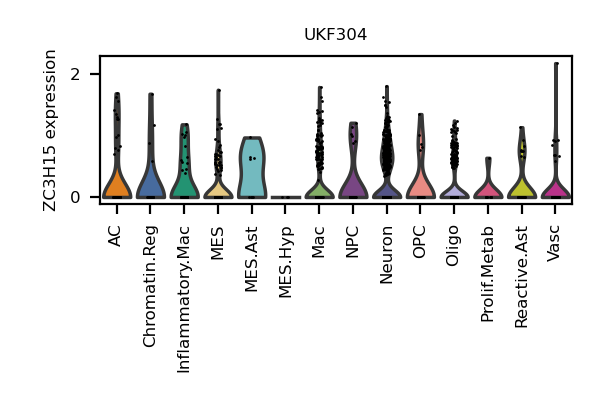 UKF304
ZC3H15 expression
2
0
AC
Chromatin.Reg
Inflammatory.Mac
MES
MES.Ast
MES.Hyp
Mac
NPC
Neuron
OPC
Oligo
Prolif.Metab
Reactive.Ast
Vasc